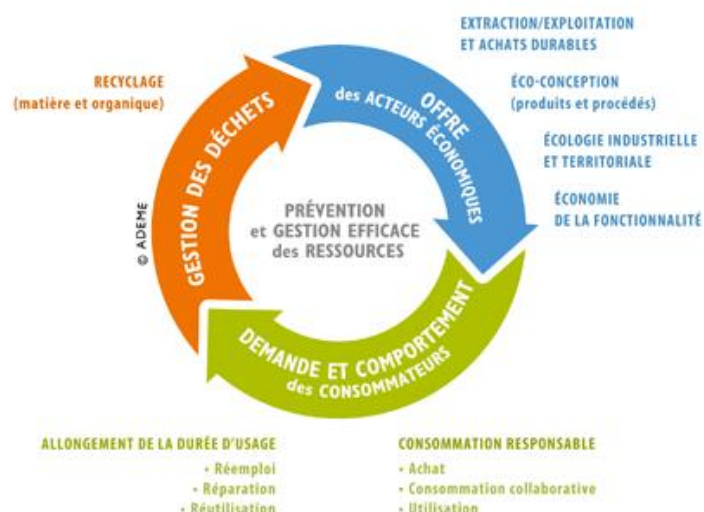 EXTRACTION/EXPLOITATION
ET ACHATS DURABLES
RECYCLAGE
(matière et organique)
ÉCO-CONCEPTION
(produits et procédés)
ÉCOLOGIE INDUSTRIELLE
ET TERRITORIALE
ÉCONOMIE
DE LA FONCTIONNALITÉ
OFFRE
des ACTEURS ÉCONOMIQUES
GESTION DES DÉCHETS
PRÉVENTION
et GESTION EFFICACE
des RESSOURCES
© ADEME
DEMANDE ET COMPORTEMENT
des CONSOMMATEURS
ALLONGEMENT DE LA DURÉE D'USAGE
• Réemploi
• Réparation
• Réutilisation
CONSOMMATION RESPONSABLE
• Achat
• Consommation collaborative
• Utilisation